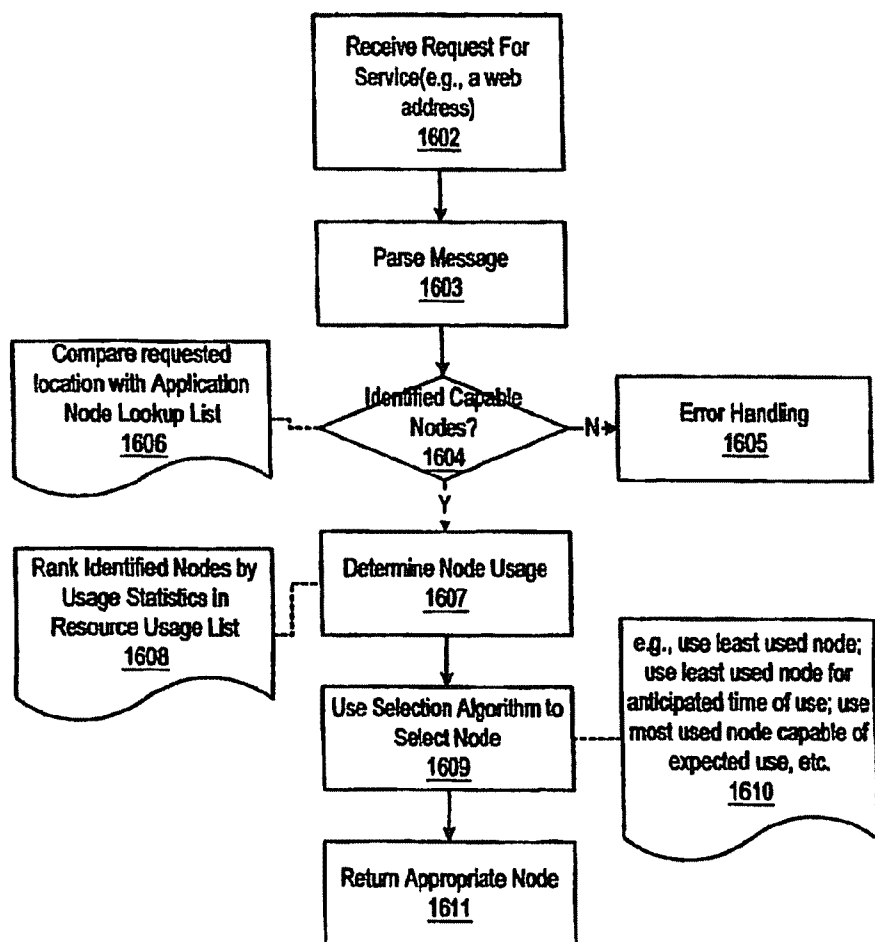 Receive Request For
Service(e.g., a web
address)
1602
Parse Message
1603
Compare requested
location with Application
Node Lookup List
1606
Identified Capable
Nodes?
1604
N
Error Handling
1605
Y
Rank Identified Nodes by
Usage Statistics in
Resource Usage List
1608
Determine Node Usage
1607
Use Selection Algorithm to
Select Node
1609
e.g., use least used node;
use least used node for
anticipated time of use; use
most used node capable of
expected use, etc.
1610
Return Appropriate Node
1611